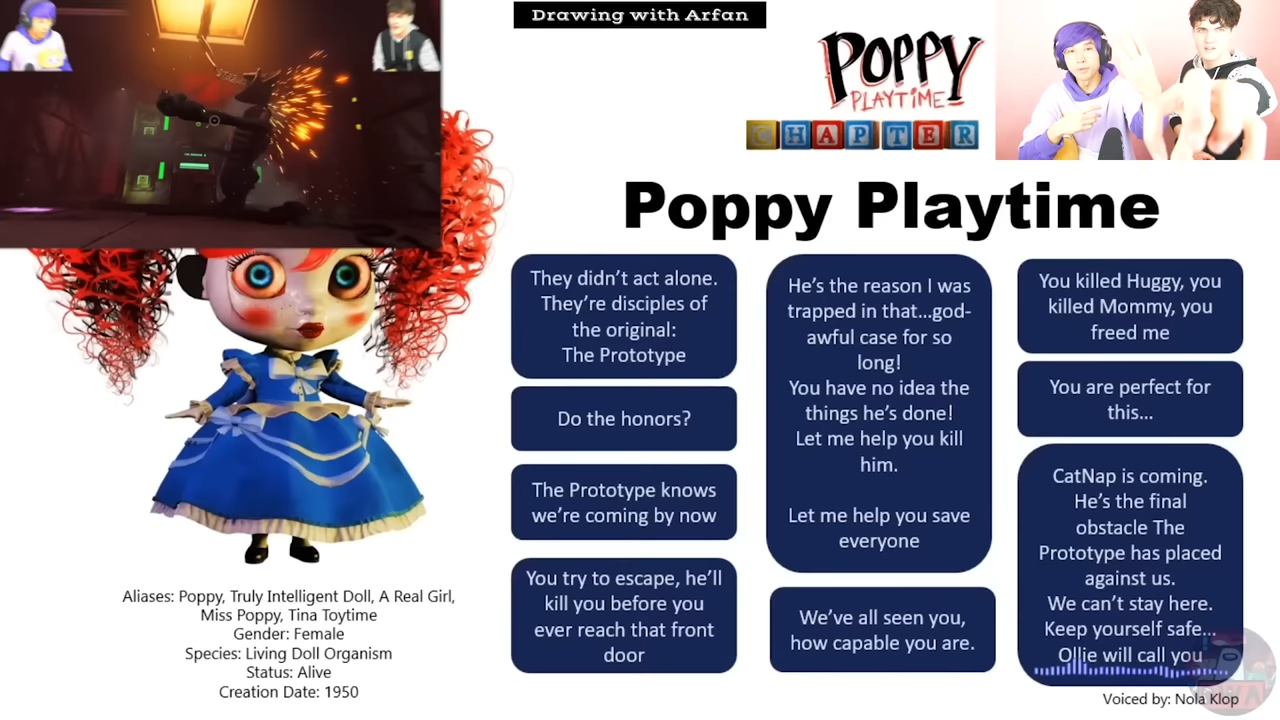 Drawing with Arfan
POPPY
PLAYTIME
CHAPTER
Poppy Playtime
They didn't act alone.
They're disciples of
the original:
The Prototype
Do the honors?
The Prototype knows
we're coming by now
You try to escape, he'll
kill you before you
ever reach that front
door
He's the reason I was
trapped in that...god-
awful case for so
long!
You have no idea the
things he's done!
Let me help you kill
him.
Let me help you save
everyone
We've all seen you,
how capable you are.
You killed Huggy, you
killed Mommy, you
freed me
You are perfect for
this...
CatNap is coming.
He's the final
obstacle The
Prototype has placed
against us.
We can't stay here.
Keep yourself safe...
Ollie will call you
Aliases: Poppy, Truly Intelligent Doll, A Real Girl,
Miss Poppy, Tina Toytime
Gender: Female
Species: Living Doll Organism
Status: Alive
Creation Date: 1950
Voiced by: Nola Klop